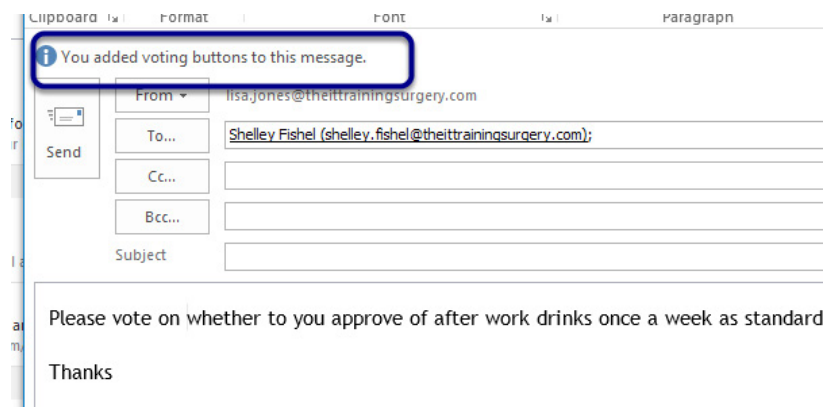 Clipboard Format Font Paragraph
You added voting buttons to this message.
From lisa.jones@theittrainingsurgery.com
To... Shelley Fishel (shelley.fishel@theittrainingsurgery.com);
Send
Cc...
Bcc...
Subject
Please vote on whether to you approve of after work drinks once a week as standard
Thanks